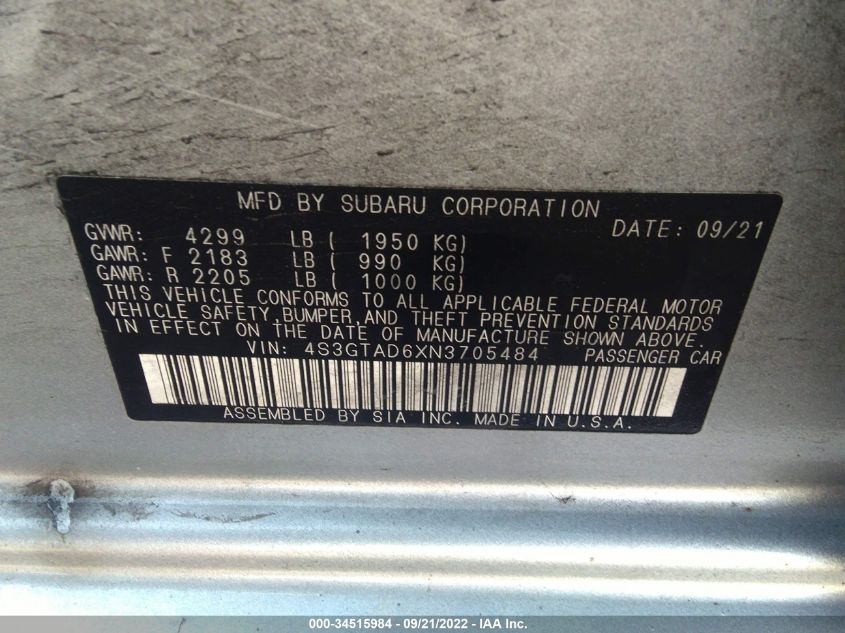 MFD BY SUBARU CORPORATION
DATE: 09/21
GVWR: 4299 LB ( 1950 KG)
GAWR: F 2183 LB ( 990 KG)
GAWR: R 2205 LB ( 1000 KG)
THIS VEHICLE CONFORMS TO ALL APPLICABLE FEDERAL MOTOR
VEHICLE SAFETY, BUMPER, AND THEFT PREVENTION STANDARDS
IN EFFECT ON THE DATE OF MANUFACTURE SHOWN ABOVE.
VIN: 4S3GTAD6XN3705484 PASSENGER CAR
ASSEMBLED BY SIA INC. MADE IN U.S.A.
000-34515984 - 09/21/2022 - IAA Inc.